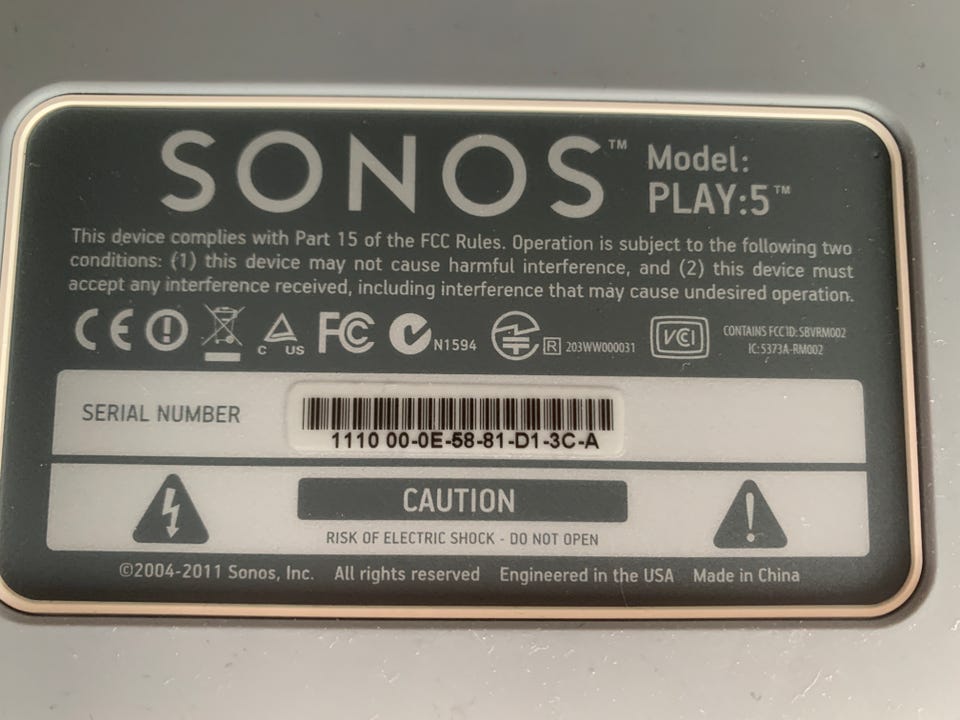 SONOS™ Model:
PLAY:5™
This device complies with Part 15 of the FCC Rules. Operation is subject to the following two
conditions: (1) this device may not cause harmful interference, and (2) this device must
accept any interference received, including interference that may cause undesired operation.
CE C US FC N1594 R 203WW000031 VCI CONTAINS FCC ID: SBVRM002
IC: 5373A-RM002
SERIAL NUMBER
1110 00-0E-58-81-D1-3C-A
CAUTION
RISK OF ELECTRIC SHOCK - DO NOT OPEN
©2004-2011 Sonos, Inc. All rights reserved Engineered in the USA Made in China